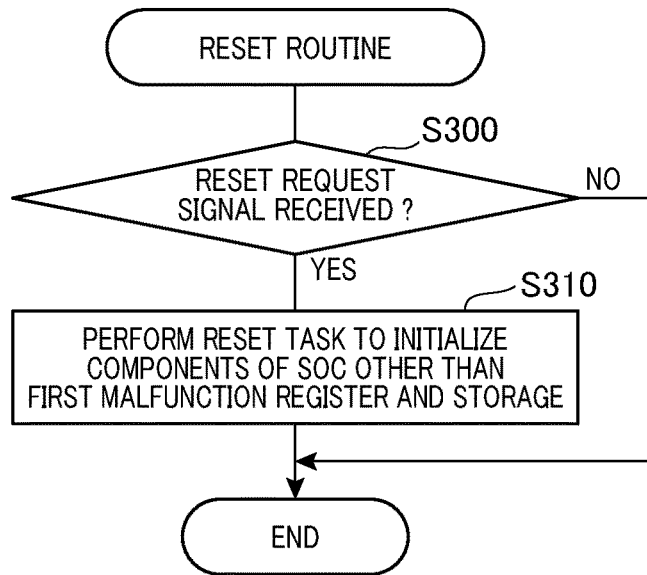 RESET ROUTINE
S300
RESET REQUEST
SIGNAL RECEIVED ?
NO
YES
S310
PERFORM RESET TASK TO INITIALIZE
COMPONENTS OF SOC OTHER THAN
FIRST MALFUNCTION REGISTER AND STORAGE
END